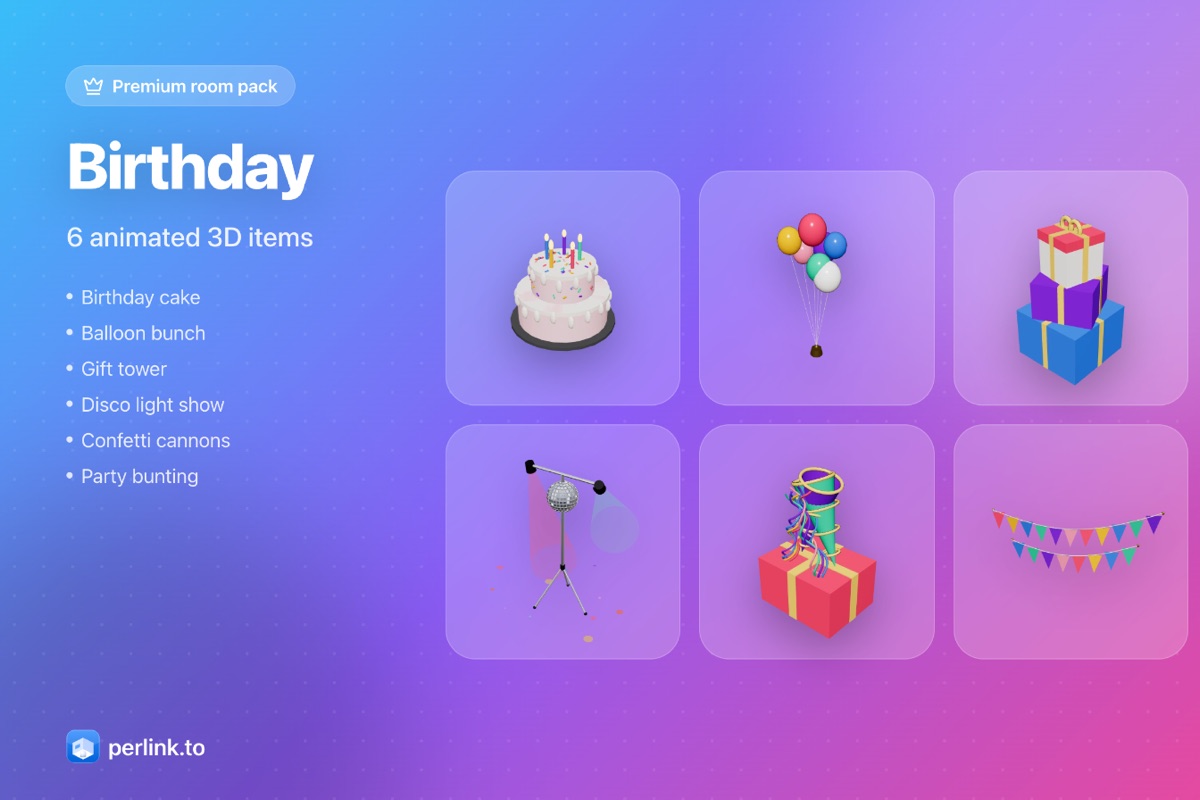 Premium room pack
Birthday
6 animated 3D items
• Birthday cake
• Balloon bunch
• Gift tower
• Disco light show
• Confetti cannons
• Party bunting
perlink.to